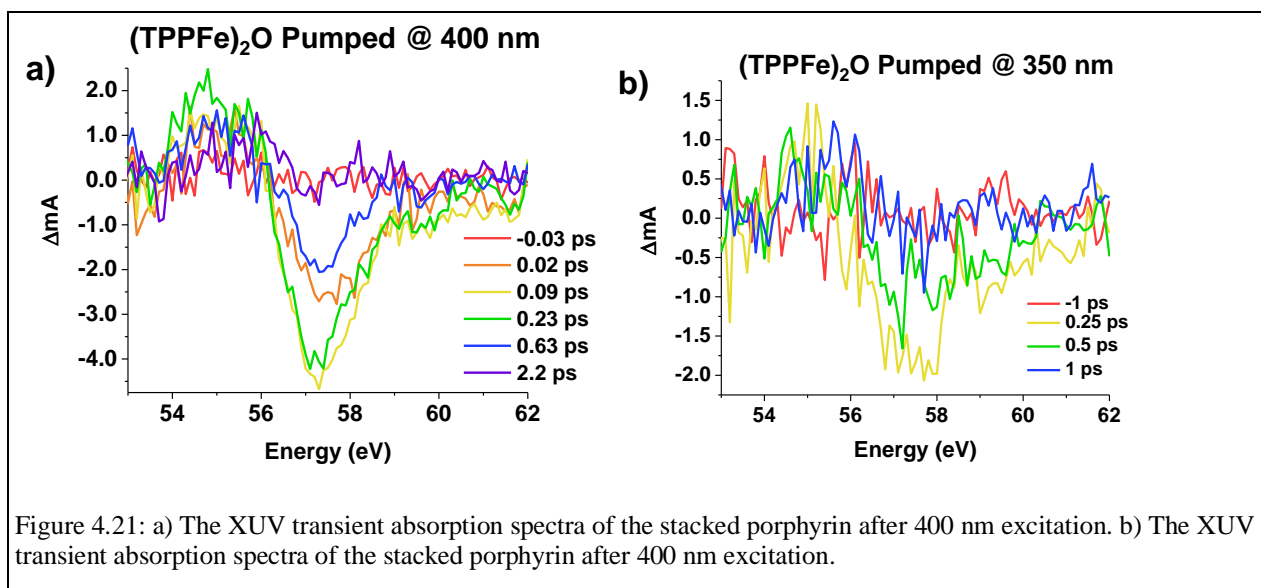 (TPPFe)₂O Pumped @ 400 nm
a)
2.0
1.0
0.0
-1.0
-2.0
-3.0
-4.0
ΔmA
-0.03 ps
0.02 ps
0.09 ps
0.23 ps
0.63 ps
2.2 ps
54 56 58 60 62
Energy (eV)
(TPPFe)₂O Pumped @ 350 nm
b)
1.5
1.0
0.5
0.0
-0.5
-1.0
-1.5
-2.0
ΔmA
-1 ps
0.25 ps
0.5 ps
1 ps
54 56 58 60 62
Energy (eV)
Figure 4.21: a) The XUV transient absorption spectra of the stacked porphyrin after 400 nm excitation. b) The XUV
transient absorption spectra of the stacked porphyrin after 400 nm excitation.